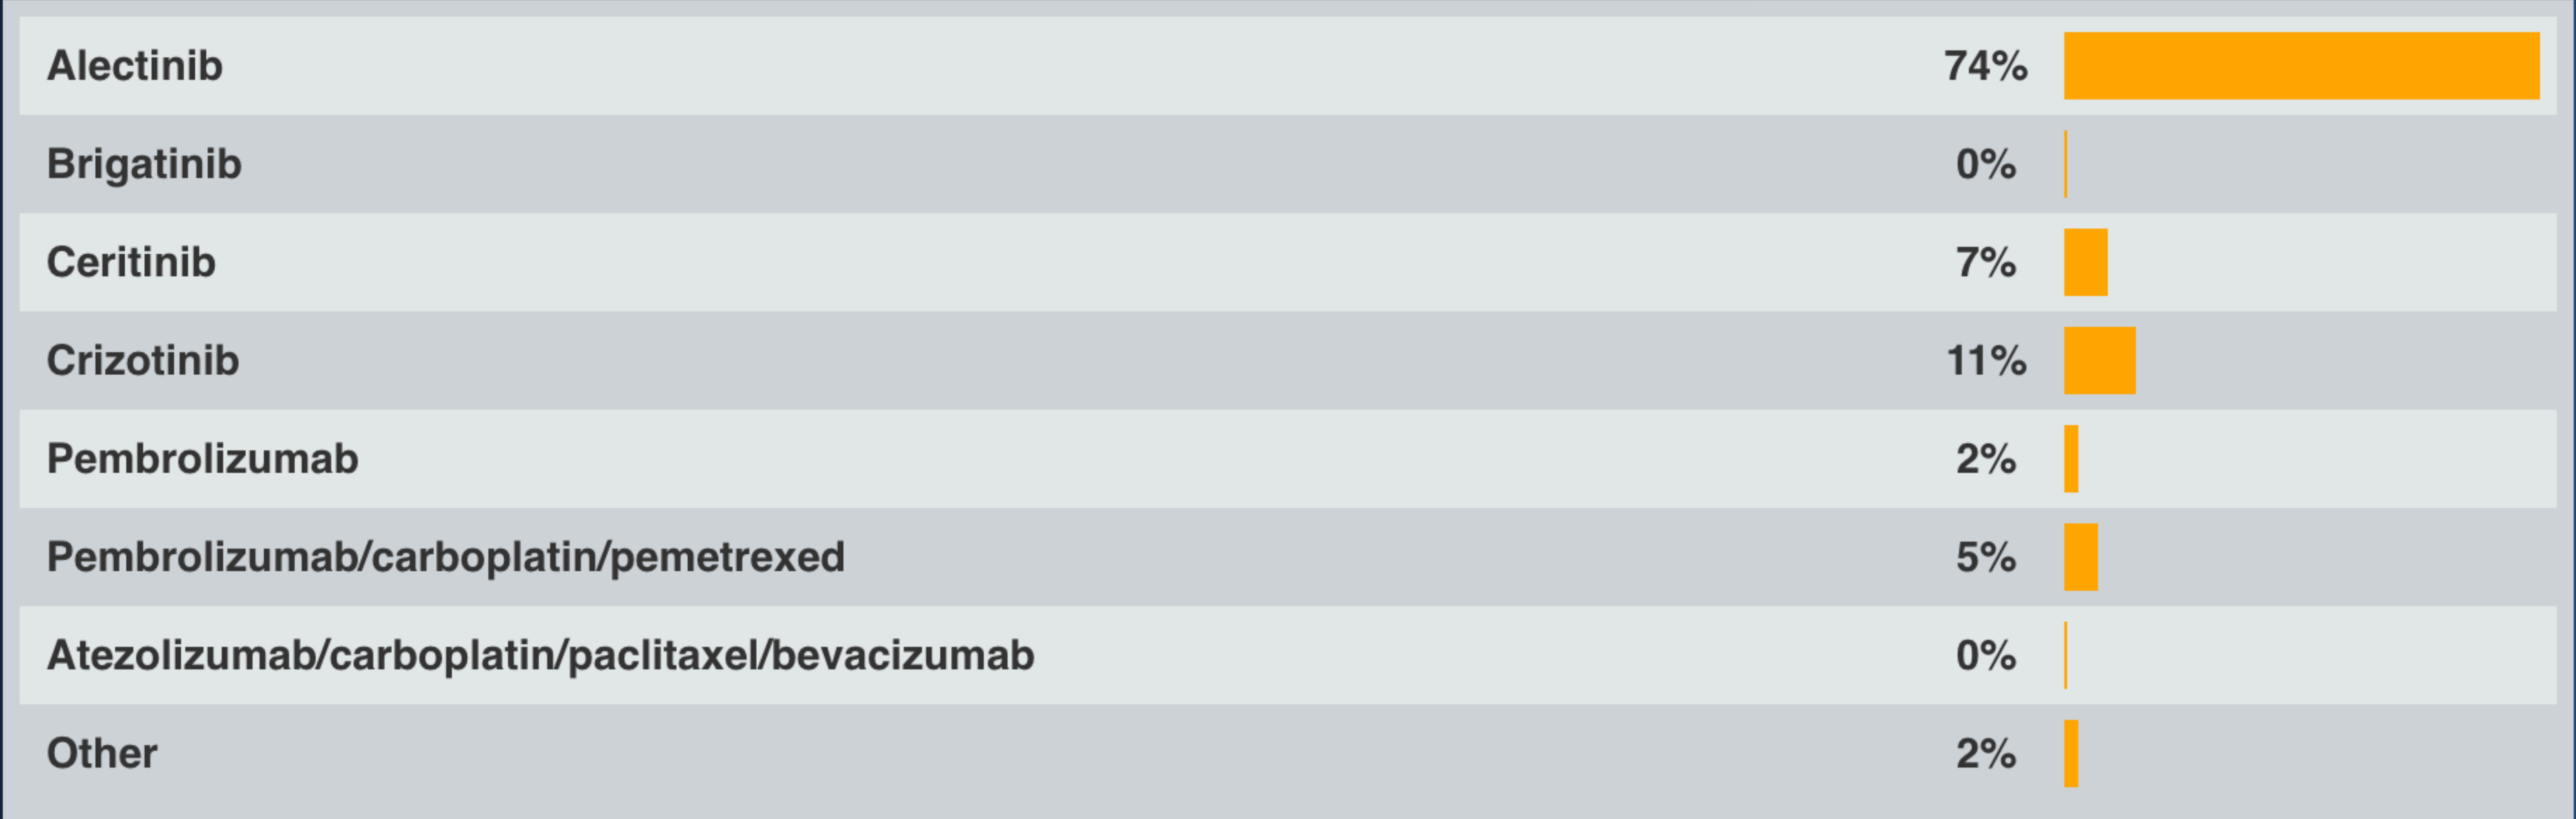 Alectinib 74%
Brigatinib 0%
Ceritinib 7%
Crizotinib 11%
Pembrolizumab 2%
Pembrolizumab/carboplatin/pemetrexed 5%
Atezolizumab/carboplatin/paclitaxel/bevacizumab 0%
Other 2%